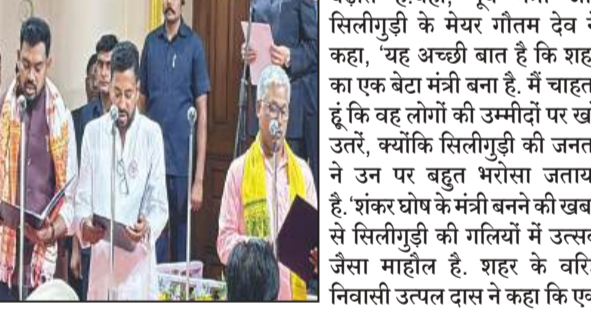 सिलीगुड़ी के मेयर गौतम देव ने
कहा, ‘यह अच्छी बात है कि शह
का एक बेटा मंत्री बना है. मैं चाहत
हूं कि वह लोगों की उम्मीदों पर ख
उतरें, क्योंकि सिलीगुड़ी की जनत
ने उन पर बहुत भरोसा जताय
है.‘शंकर घोष के मंत्री बनने की खब
से सिलीगुड़ी की गलियों में उत्स
जैसा माहौल है. शहर के वरि
निवासी उत्पल दास ने कहा कि एक